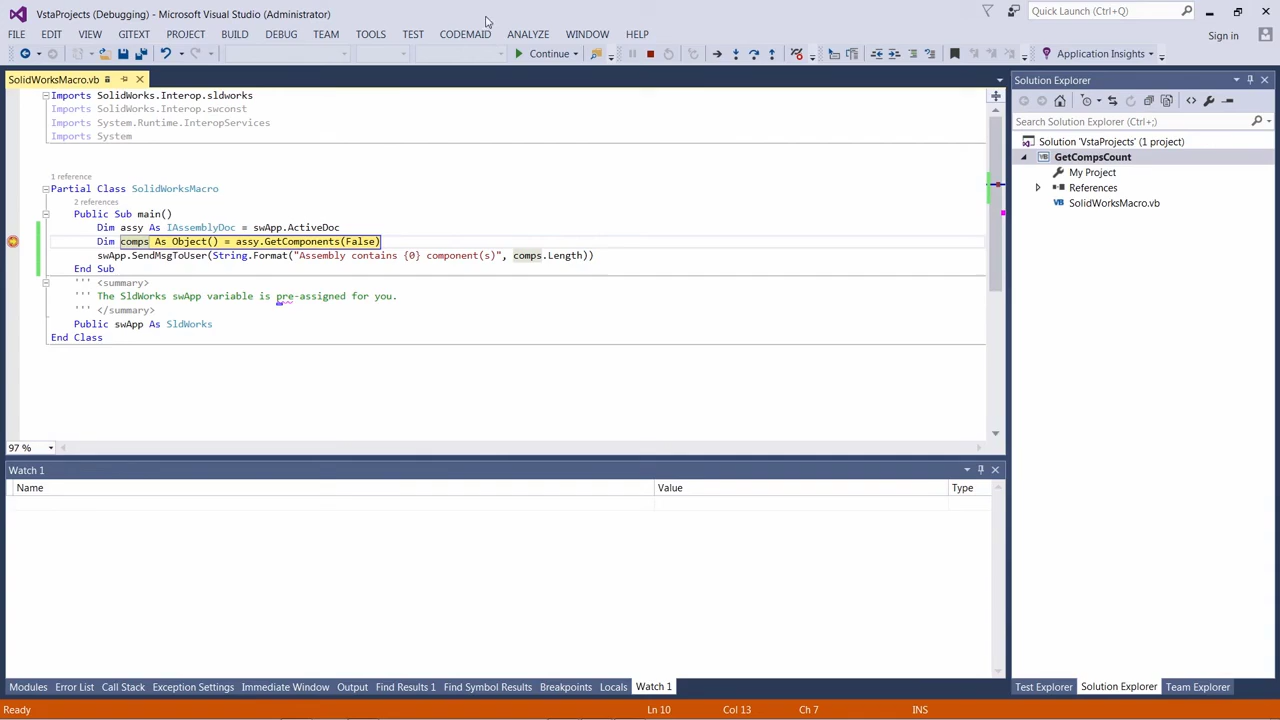 VstaProjects (Debugging) - Microsoft Visual Studio (Administrator)
Quick Launch (Ctrl+Q)
FILE EDIT VIEW GITEXT PROJECT BUILD DEBUG TEAM TOOLS TEST CODEMAID ANALYZE WINDOW HELP
Sign in
Continue
Application Insights
SolidWorksMacro.vb
Imports SolidWorks.Interop.sldworks
Imports SolidWorks.Interop.swconst
Imports System.Runtime.InteropServices
Imports System
1 reference
Partial Class SolidWorksMacro
2 references
Public Sub main()
Dim assy As IAssemblyDoc = swApp.ActiveDoc
Dim comps As Object() = assy.GetComponents(False)
swApp.SendMsgToUser(String.Format("Assembly contains {0} component(s)", comps.Length))
End Sub
''' <summary>
''' The SldWorks swApp variable is pre-assigned for you.
''' </summary>
Public swApp As SldWorks
End Class
97 %
Solution Explorer
Search Solution Explorer (Ctrl+;)
Solution 'VstaProjects' (1 project)
GetCompsCount
My Project
References
SolidWorksMacro.vb
Watch 1
Name Value Type
Modules Error List Call Stack Exception Settings Immediate Window Output Find Results 1 Find Symbol Results Breakpoints Locals Watch 1
Test Explorer Solution Explorer Team Explorer
Ready Ln 10 Col 13 Ch 7 INS